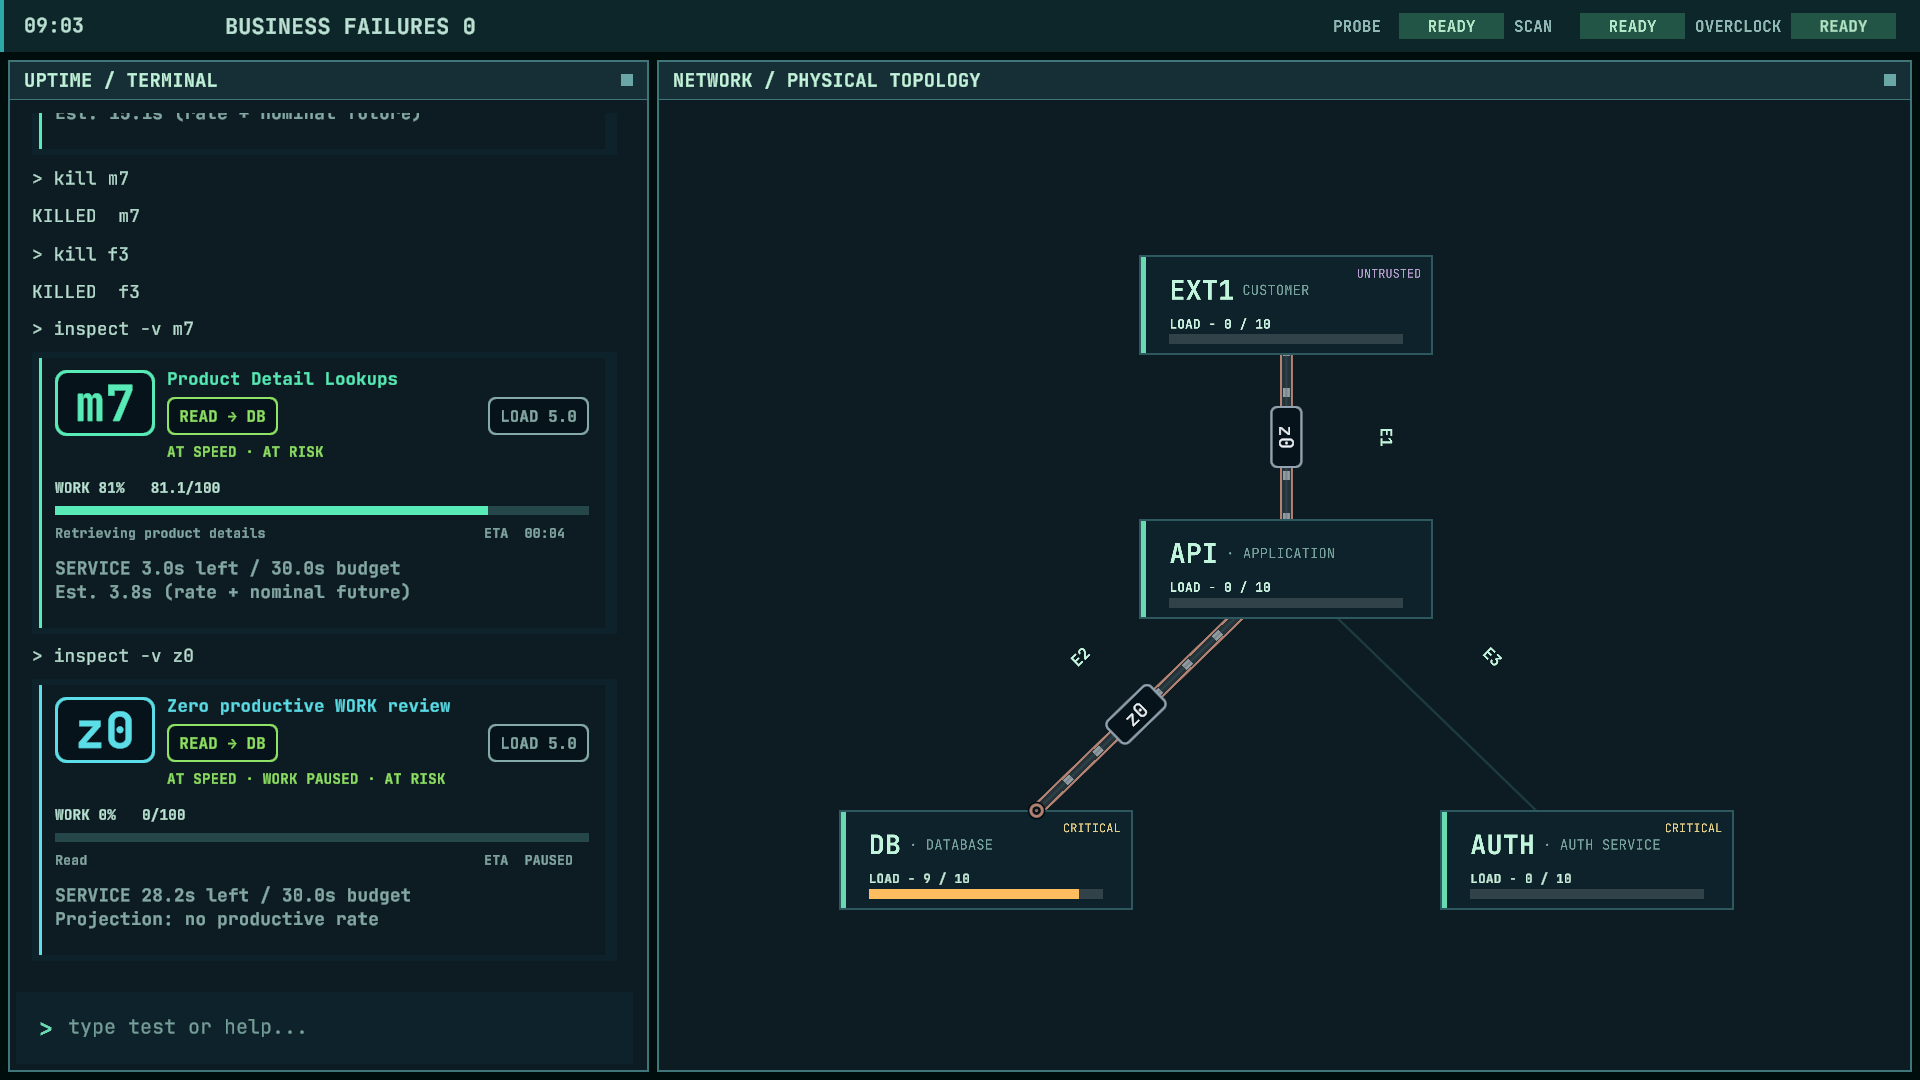 09:03
BUSINESS FAILURES 0
PROBE READY SCAN READY OVERCLOCK READY
UPTIME / TERMINAL
Est. 15.1s (rate + nominal future)
> kill m7
KILLED m7
> kill f3
KILLED f3
> inspect -v m7
m7
Product Detail Lookups
READ → DB
LOAD 5.0
AT SPEED · AT RISK
WORK 81% 81.1/100
Retrieving product details
ETA 00:04
SERVICE 3.0s left / 30.0s budget
Est. 3.8s (rate + nominal future)
> inspect -v z0
z0
Zero productive WORK review
READ → DB
LOAD 5.0
AT SPEED · WORK PAUSED · AT RISK
WORK 0% 0/100
Read
ETA PAUSED
SERVICE 28.2s left / 30.0s budget
Projection: no productive rate
> type test or help...
NETWORK / PHYSICAL TOPOLOGY
UNTRUSTED
EXT1 CUSTOMER
LOAD - 0 / 10
z0
E1
API · APPLICATION
LOAD - 0 / 10
E2
E3
z0
CRITICAL
DB · DATABASE
LOAD - 9 / 10
CRITICAL
AUTH · AUTH SERVICE
LOAD - 0 / 10